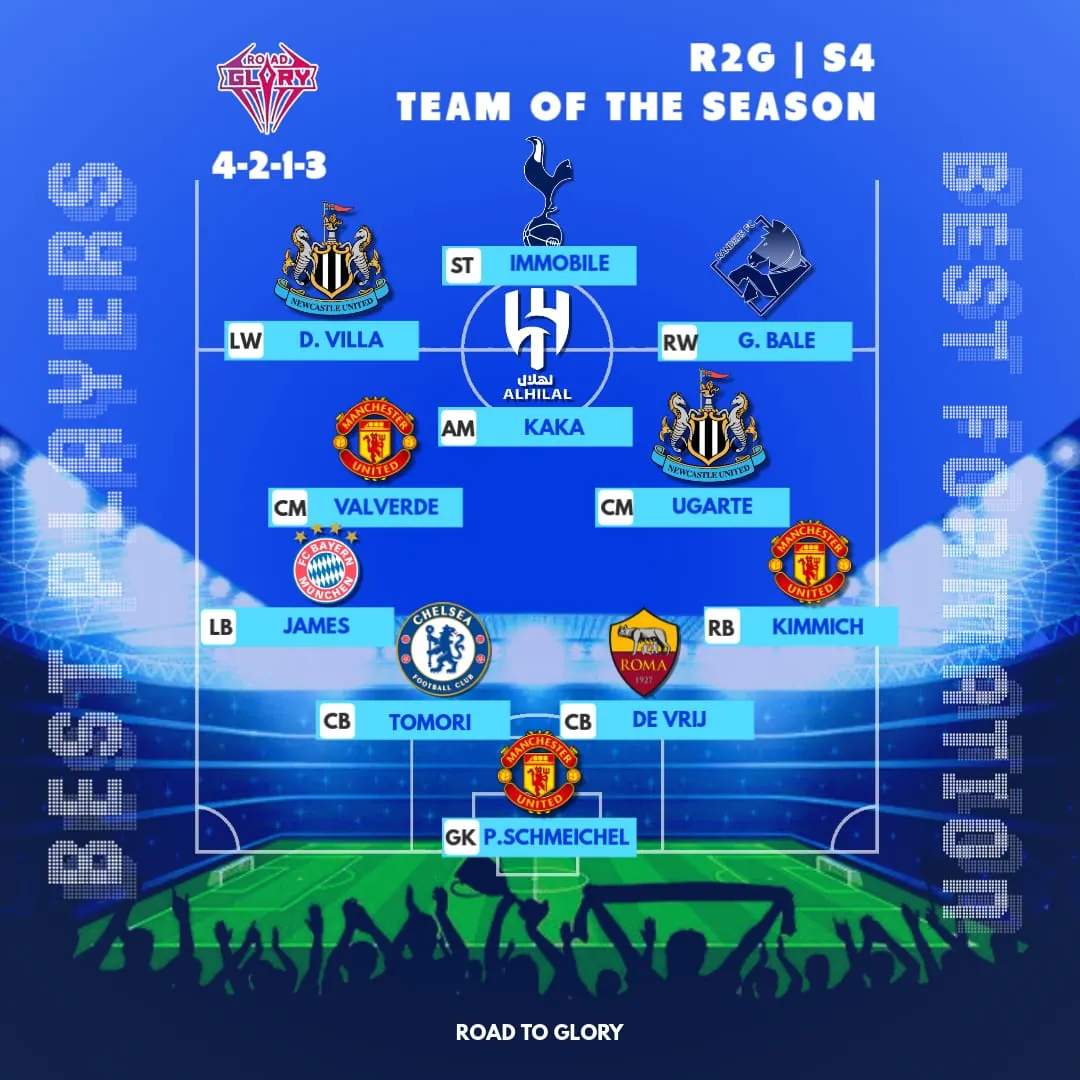 ROAD
GLORY
R2G | S4
TEAM OF THE SEASON
4-2-1-3
BEST PLAYERS
BEST FORMATION
NEWCASTLE UNITED
LW D. VILLA
ST IMMOBILE
RANDERS FC
RW G. BALE
لهلال
ALHILAL
AM KAKA
MANCHESTER
UNITED
CM VALVERDE
NEWCASTLE UNITED
CM UGARTE
FC BAYERN
MÜNCHEN
LB JAMES
MANCHESTER
UNITED
RB KIMMICH
CHELSEA
FOOTBALL CLUB
CB TOMORI
ROMA
1927
CB DE VRIJ
MANCHESTER
UNITED
GK P.SCHMEICHEL
ROAD TO GLORY